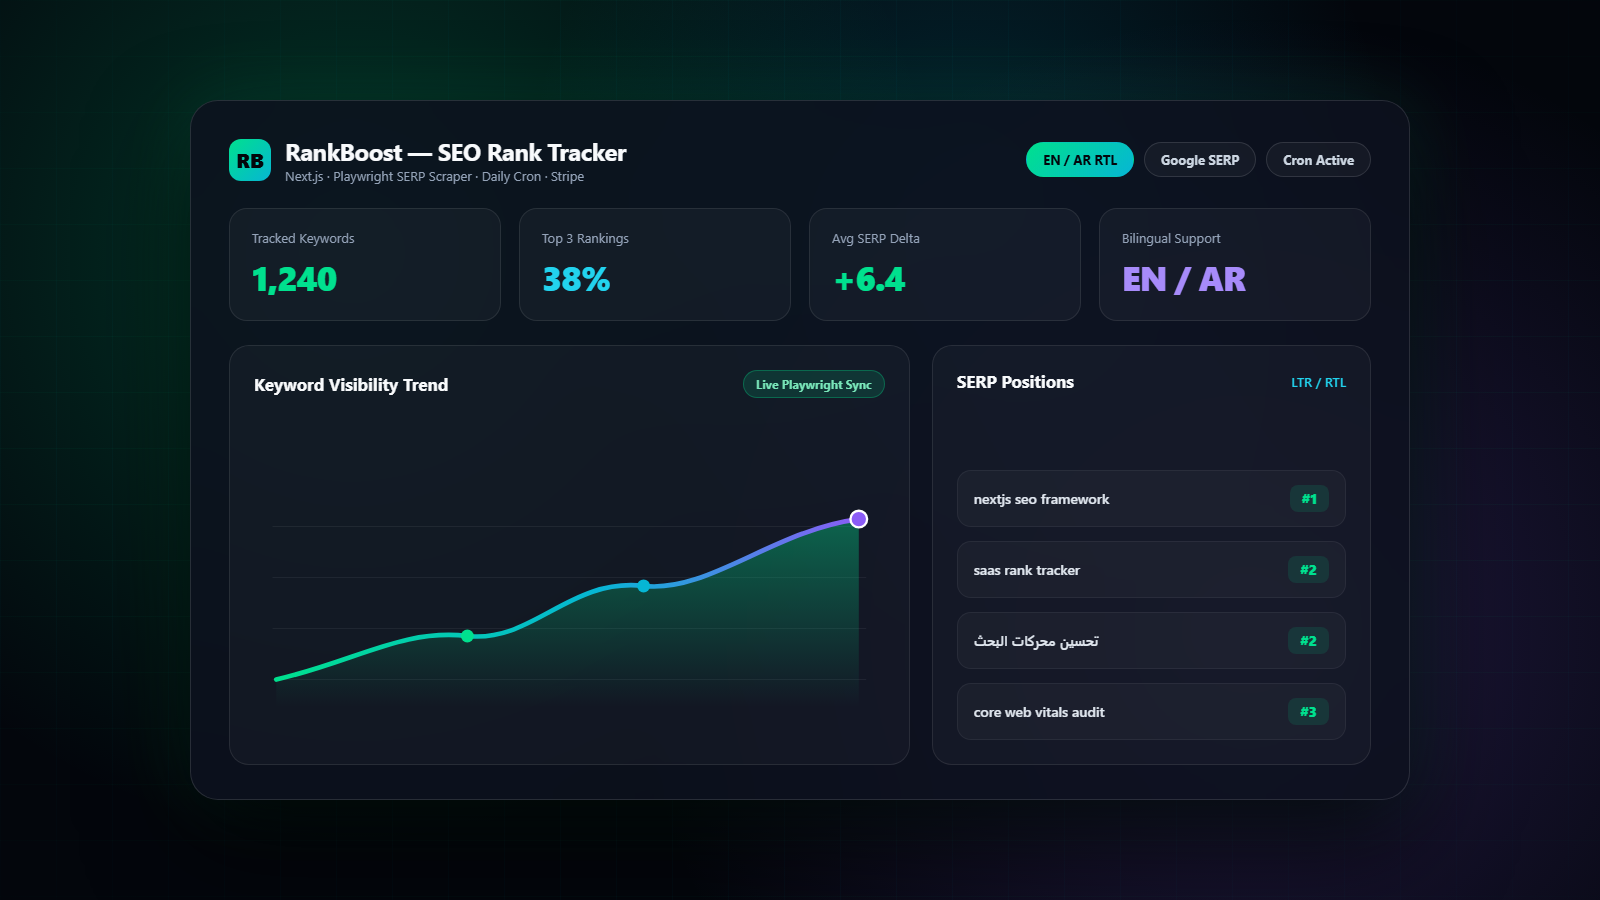 RB
RankBoost — SEO Rank Tracker
Next.js · Playwright SERP Scraper · Daily Cron · Stripe
EN / AR RTL
Google SERP
Cron Active
Tracked Keywords
1,240
Top 3 Rankings
38%
Avg SERP Delta
+6.4
Bilingual Support
EN / AR
Keyword Visibility Trend
Live Playwright Sync
SERP Positions
LTR / RTL
nextjs seo framework
#1
saas rank tracker
#2
تحسين محركات البحث
#2
core web vitals audit
#3